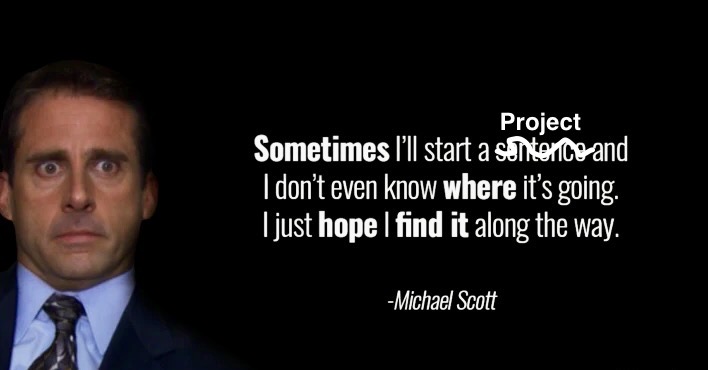 Project
Sometimes I'll start a sentence and
I don't even know where it's going.
I just hope I find it along the way.
-Michael Scott